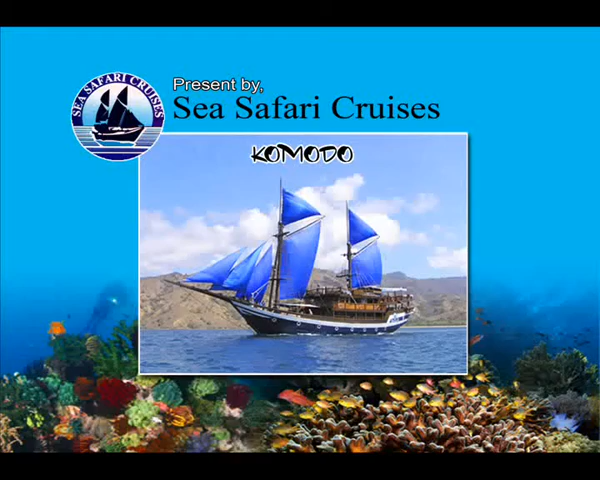 SEA SAFARI CRUISES
Present by,
Sea Safari Cruises
KOMODO